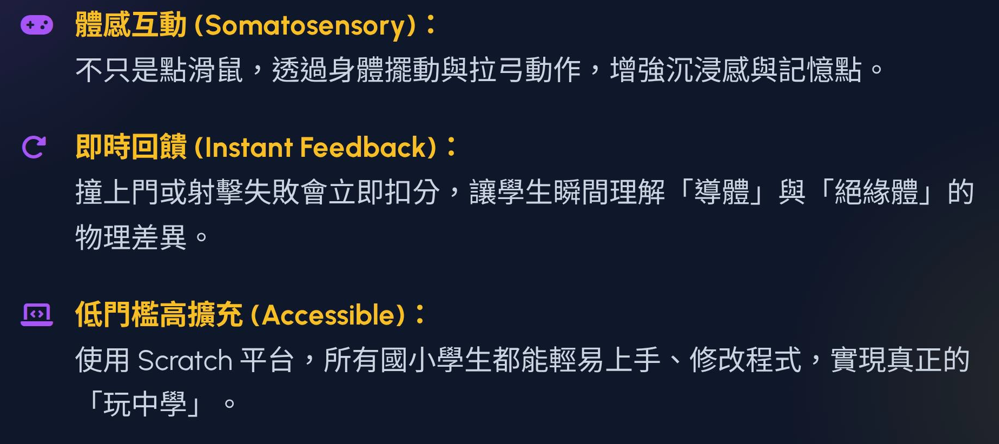 體感互動 (Somatosensory)：
不只是點滑鼠，透過身體擺動與拉弓動作，增強沉浸感與記憶點。
即時回饋 (Instant Feedback)：
撞上門或射擊失敗會立即扣分，讓學生瞬間理解「導體」與「絕緣體」的
物理差異。
低門檻高擴充 (Accessible)：
使用 Scratch 平台，所有國小學生都能輕易上手、修改程式，實現真正的
「玩中學」。